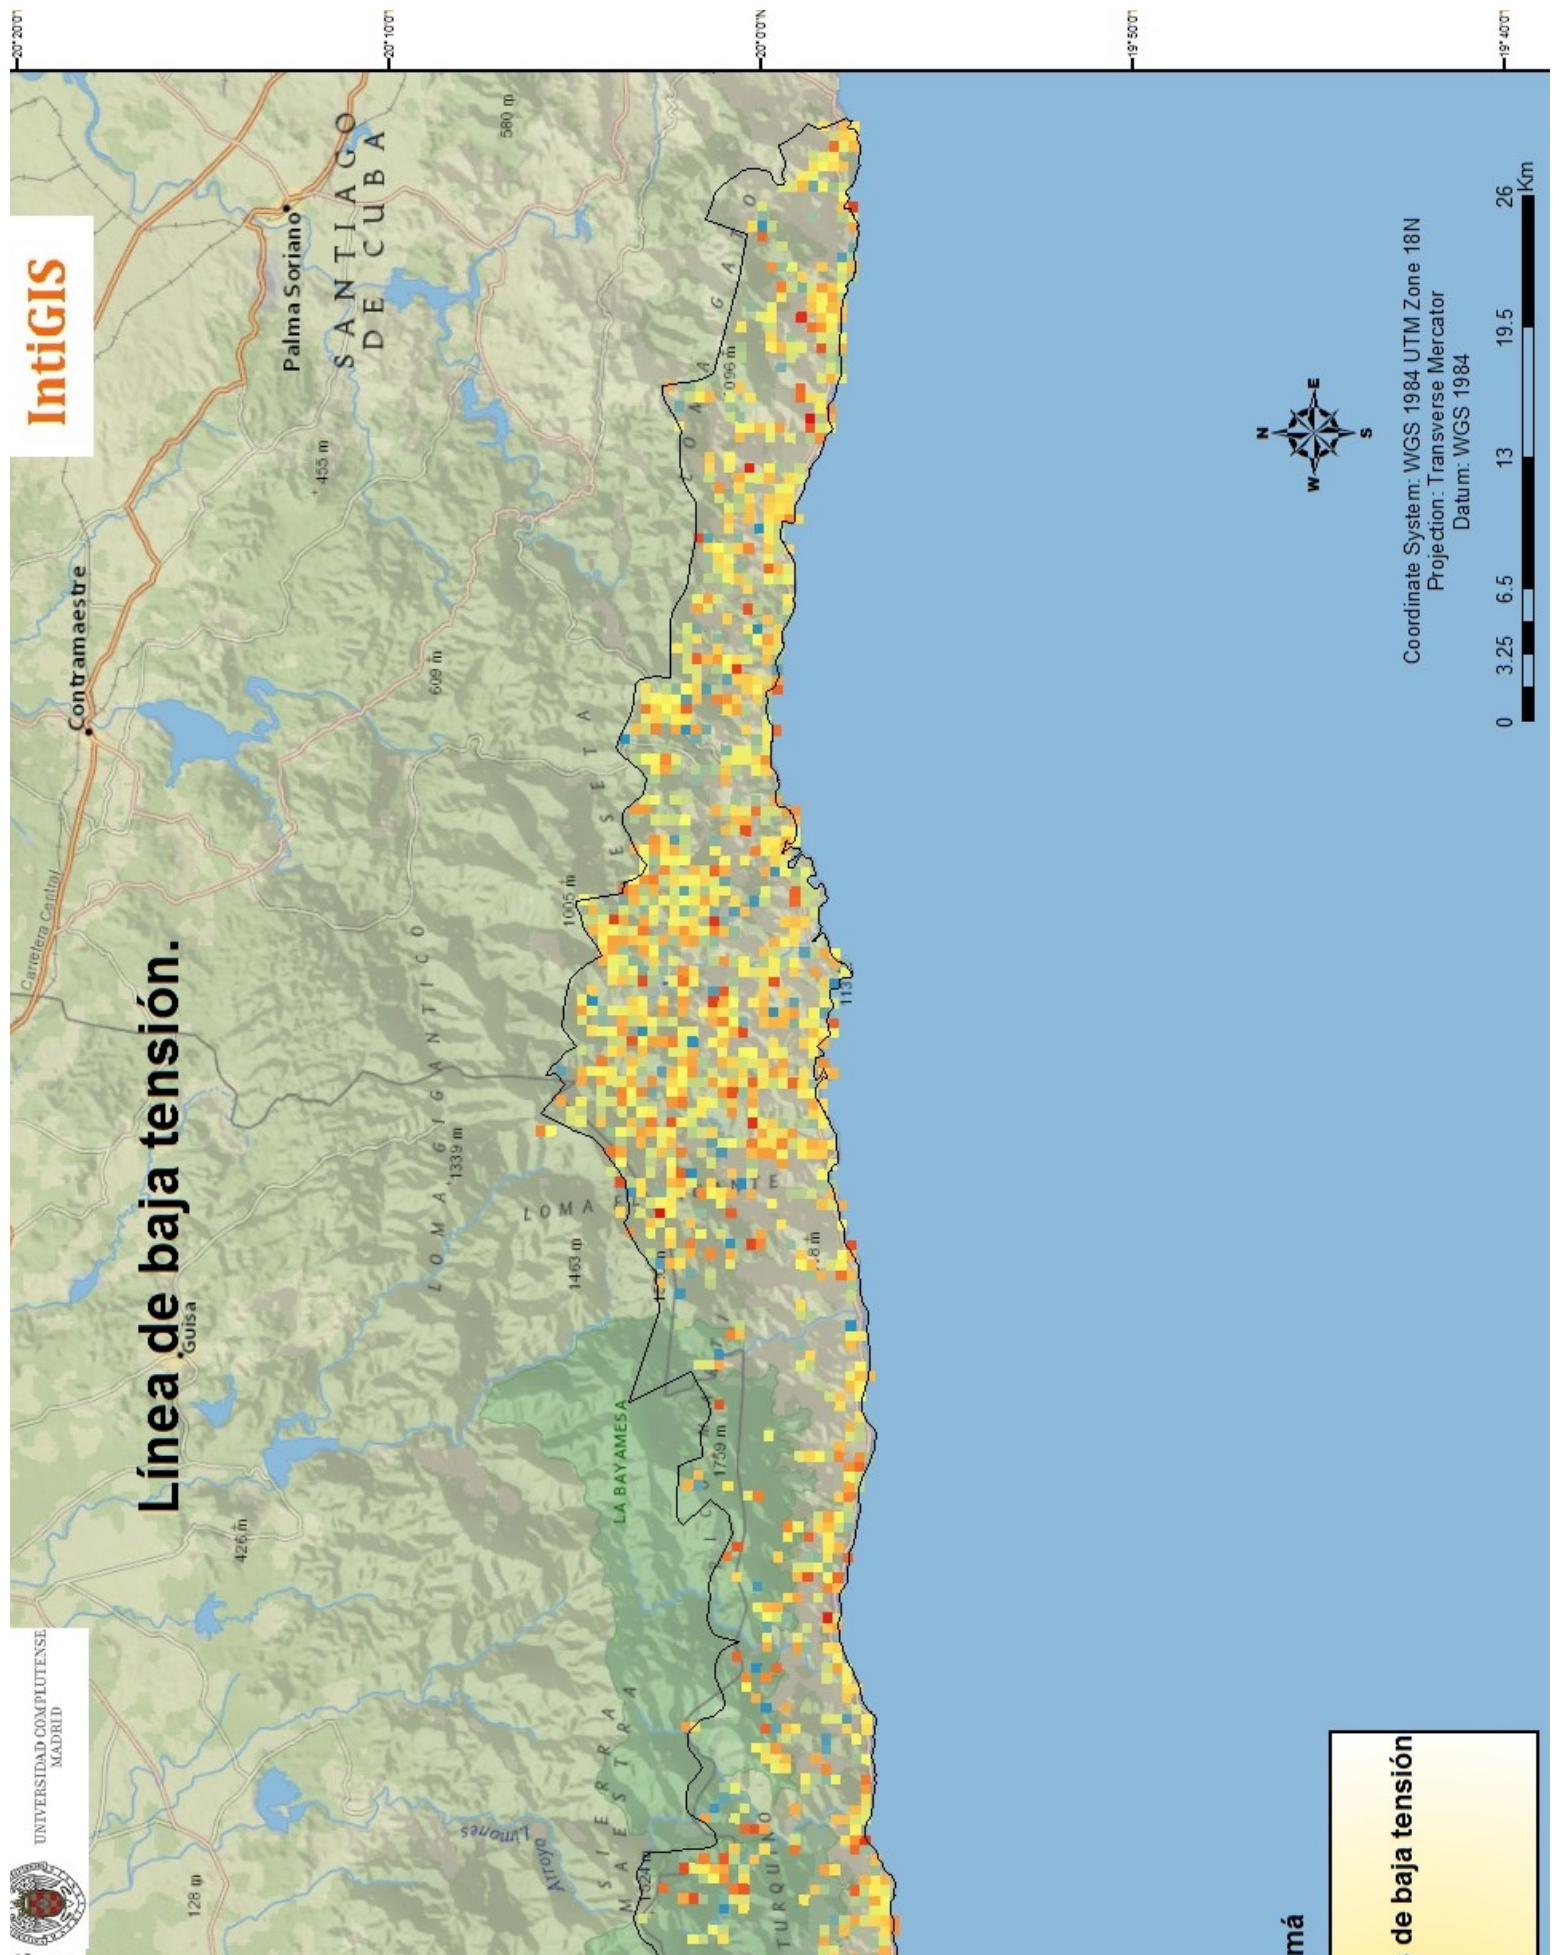 UNIVERSIDAD COMPLUTENSE
MADRID
IntiGIS
Línea de baja tensión.
20°20'0"
20°10'0"
20°0'0"N
19°50'0"
19°40'0"
Carretera Central
Contramaestre
Palma Soriano
SANTIAGO
DE CUBA
Guisa
128 m
426 m
455 m
580 m
609 m
LOMA GIGANTICO
1339 m
1463 m
1005 m
LOMA EL
Arroyo
Limones
SIERRA
MAESTRA
LA BAYAMESA
1759 m
TURQUINO
N
W
E
S
Coordinate System: WGS 1984 UTM Zone 18N
Projection: Transverse Mercator
Datum: WGS 1984
0 3.25 6.5 13 19.5 26
Km
má
de baja tensión